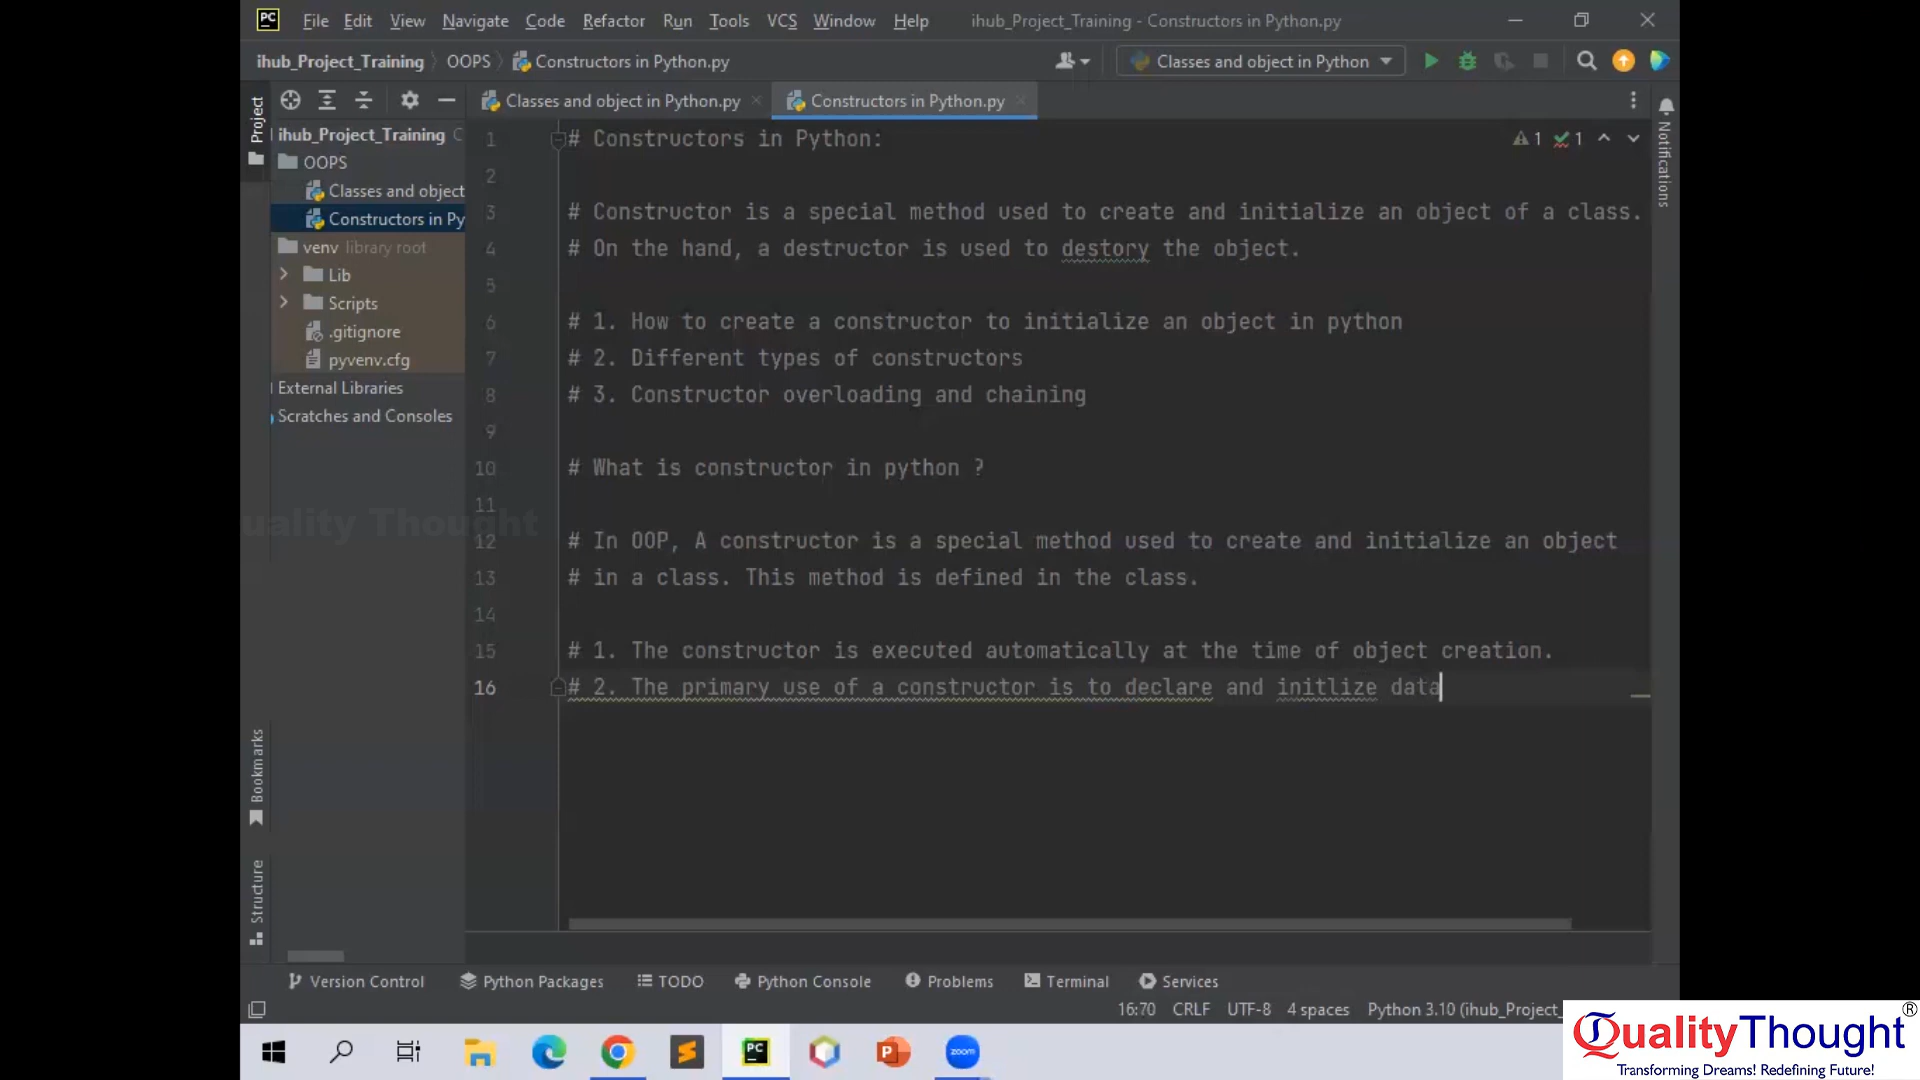 PC File Edit View Navigate Code Refactor Run Tools VCS Window Help ihub_Project_Training - Constructors in Python.py
ihub_Project_Training OOPS Constructors in Python.py Classes and object in Python
Project
Classes and object in Python.py
Constructors in Python.py
Notifications
ihub_Project_Training
OOPS
Classes and object
Constructors in Py
venv library root
Lib
Scripts
.gitignore
pyvenv.cfg
External Libraries
Scratches and Consoles
1 # Constructors in Python:
1 1
2
3 # Constructor is a special method used to create and initialize an object of a class.
4 # On the hand, a destructor is used to destory the object.
5
6 # 1. How to create a constructor to initialize an object in python
7 # 2. Different types of constructors
8 # 3. Constructor overloading and chaining
9
10 # What is constructor in python ?
11
uality Thought
12 # In OOP, A constructor is a special method used to create and initialize an object
13 # in a class. This method is defined in the class.
14
15 # 1. The constructor is executed automatically at the time of object creation.
16 # 2. The primary use of a constructor is to declare and initlize data
Bookmarks
Structure
Version Control Python Packages TODO Python Console Problems Terminal Services
16:70 CRLF UTF-8 4 spaces Python 3.10 (ihub_Project_
PC P zoom
QualityThought®
Transforming Dreams! Redefining Future!